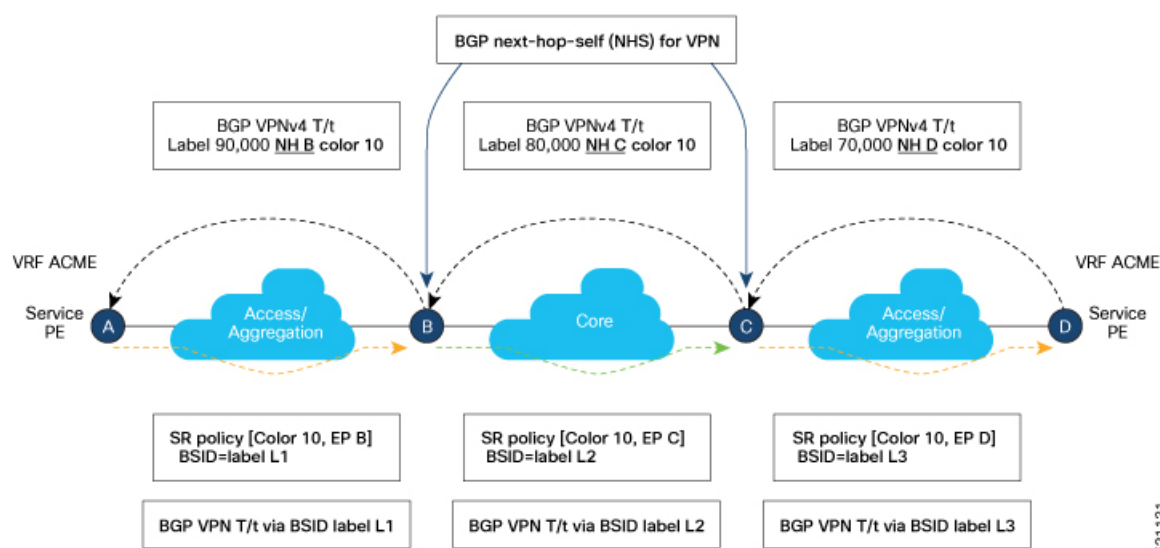 BGP next-hop-self (NHS) for VPN
BGP VPNv4 T/t
Label 90,000 NH B color 10
BGP VPNv4 T/t
Label 80,000 NH C color 10
BGP VPNv4 T/t
Label 70,000 NH D color 10
VRF ACME
VRF ACME
Service
PE
A
Access/
Aggregation
B
Core
C
Access/
Aggregation
D
Service
PE
SR policy [Color 10, EP B]
BSID=label L1
SR policy [Color 10, EP C]
BSID=label L2
SR policy [Color 10, EP D]
BSID=label L3
BGP VPN T/t via BSID label L1
BGP VPN T/t via BSID label L2
BGP VPN T/t via BSID label L3